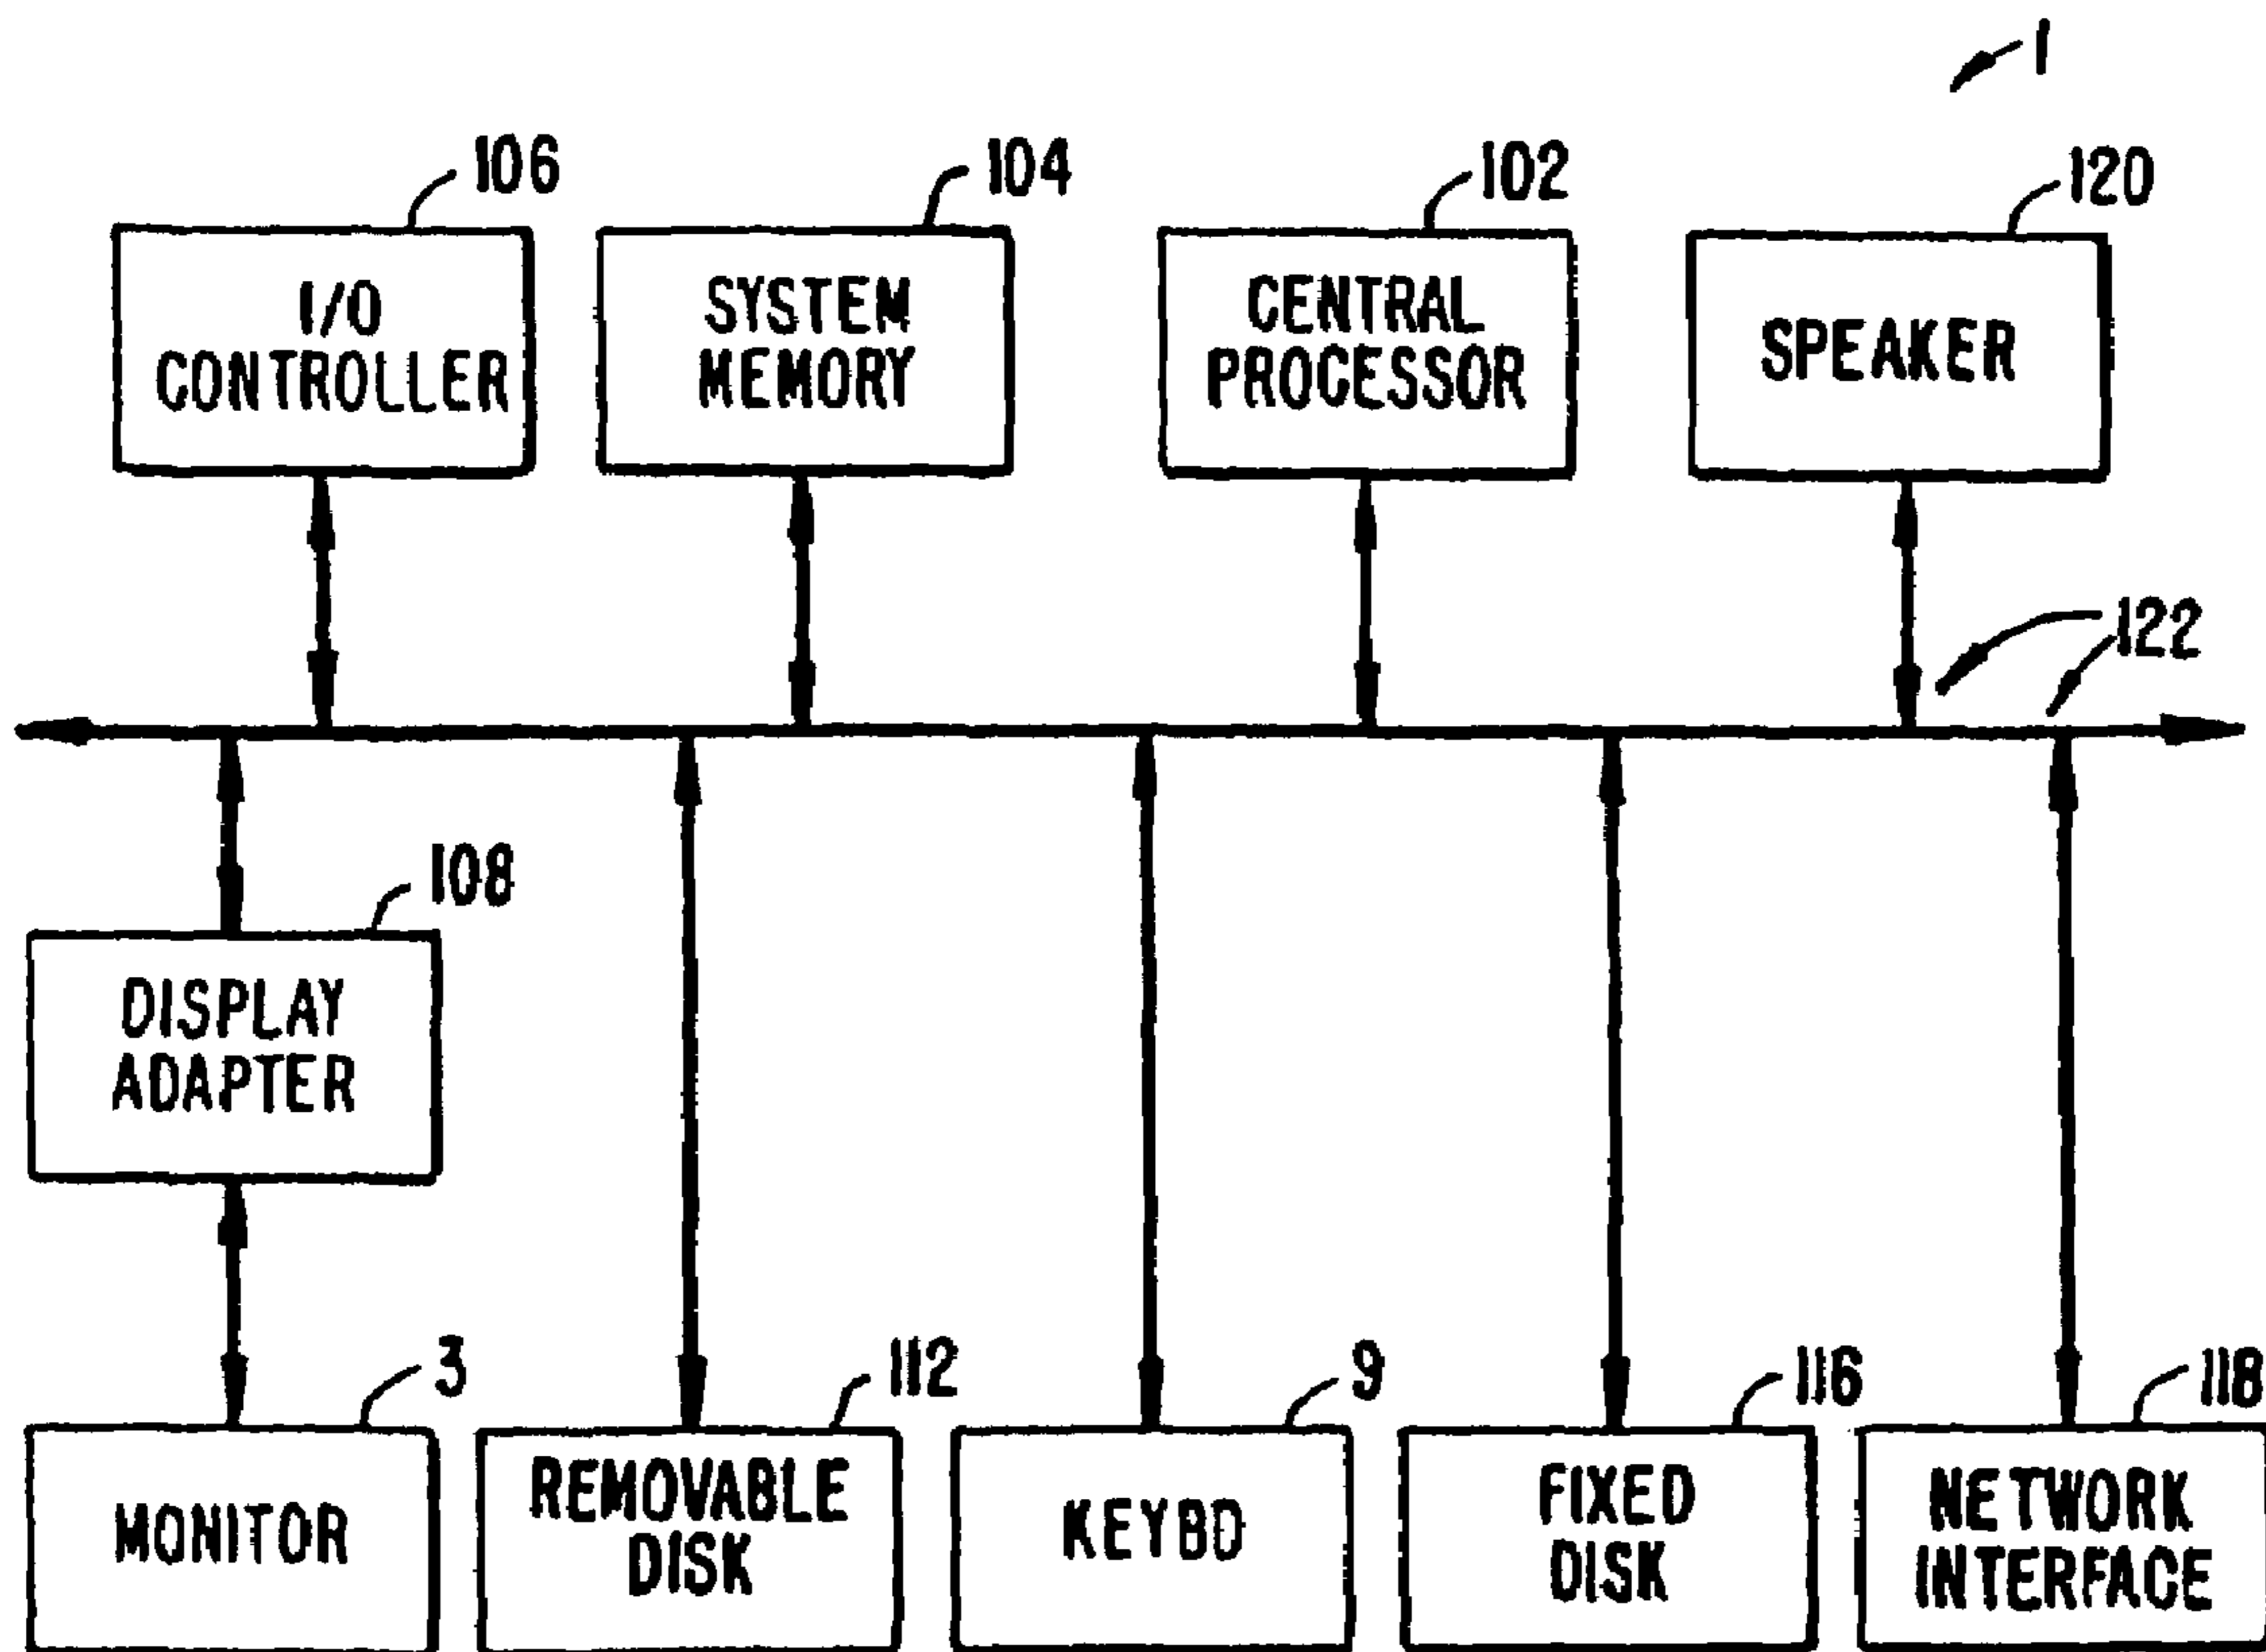 1
106
104
102
120
I/O
CONTROLLER
SYSTEM
MEMORY
CENTRAL
PROCESSOR
SPEAKER
122
108
DISPLAY
ADAPTER
3
112
9
116
118
MONITOR
REMOVABLE
DISK
KEYBD
FIXED
DISK
NETWORK
INTERFACE